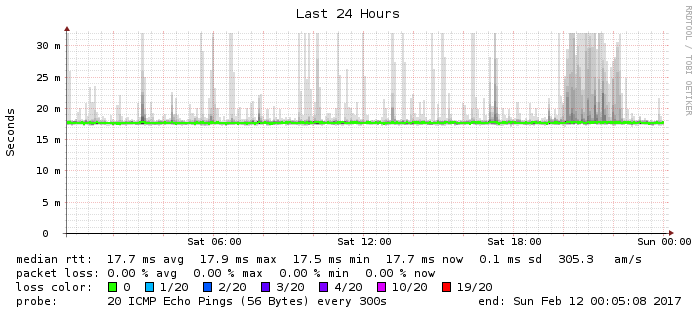 Last 24 Hours
RRDTOOL / TOBI OETIKER
Seconds
30 m
25 m
20 m
15 m
10 m
5 m
0
Sat 06:00 Sat 12:00 Sat 18:00 Sun 00:00
median rtt: 17.7 ms avg 17.9 ms max 17.5 ms min 17.7 ms now 0.1 ms sd 305.3 am/s
packet loss: 0.00 % avg 0.00 % max 0.00 % min 0.00 % now
loss color: 0 1/20 2/20 3/20 4/20 10/20 19/20
probe: 20 ICMP Echo Pings (56 Bytes) every 300s end: Sun Feb 12 00:05:08 2017